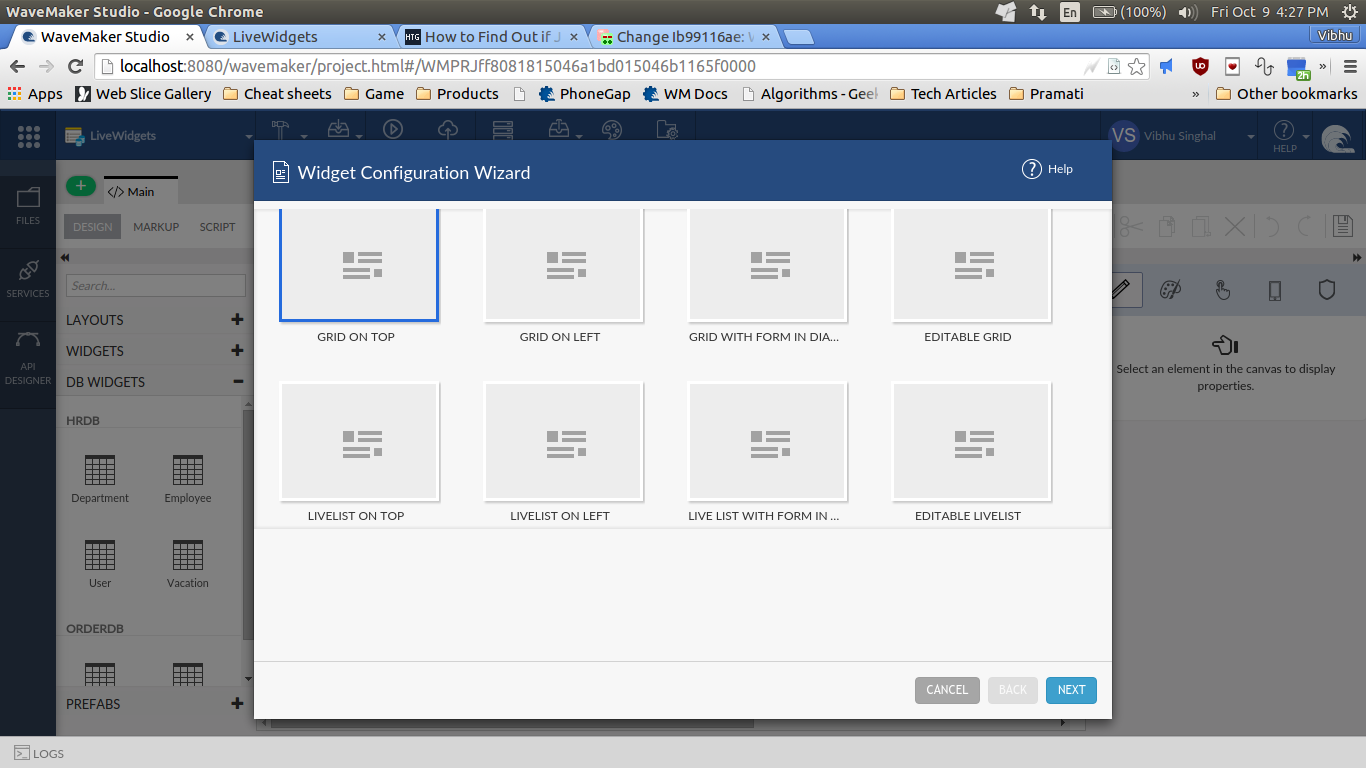 WaveMaker Studio - Google Chrome
En (100%) Fri Oct 9 4:27 PM
WaveMaker Studio × LiveWidgets × HTG How to Find Out if J × Change Ib99116ae: W × Vibhu
localhost:8080/wavemaker/project.html#/WMPRJff8081815046a1bd015046b1165f0000
2h »
Apps Web Slice Gallery Cheat sheets Game Products PhoneGap WM Docs Algorithms - Geek Tech Articles Pramati » Other bookmarks
LiveWidgets VS Vibhu Singhal HELP
Widget Configuration Wizard ? Help
Main
FILES
DESIGN MARKUP SCRIPT
SERVICES
Search...
LAYOUTS
WIDGETS
API
DESIGNER
DB WIDGETS
HRDB
Department Employee
User Vacation
ORDERDB
PREFABS
GRID ON TOP GRID ON LEFT GRID WITH FORM IN DIA... EDITABLE GRID
LIVELIST ON TOP LIVELIST ON LEFT LIVE LIST WITH FORM IN ... EDITABLE LIVELIST
Select an element in the canvas to display
properties.
CANCEL BACK NEXT
LOGS